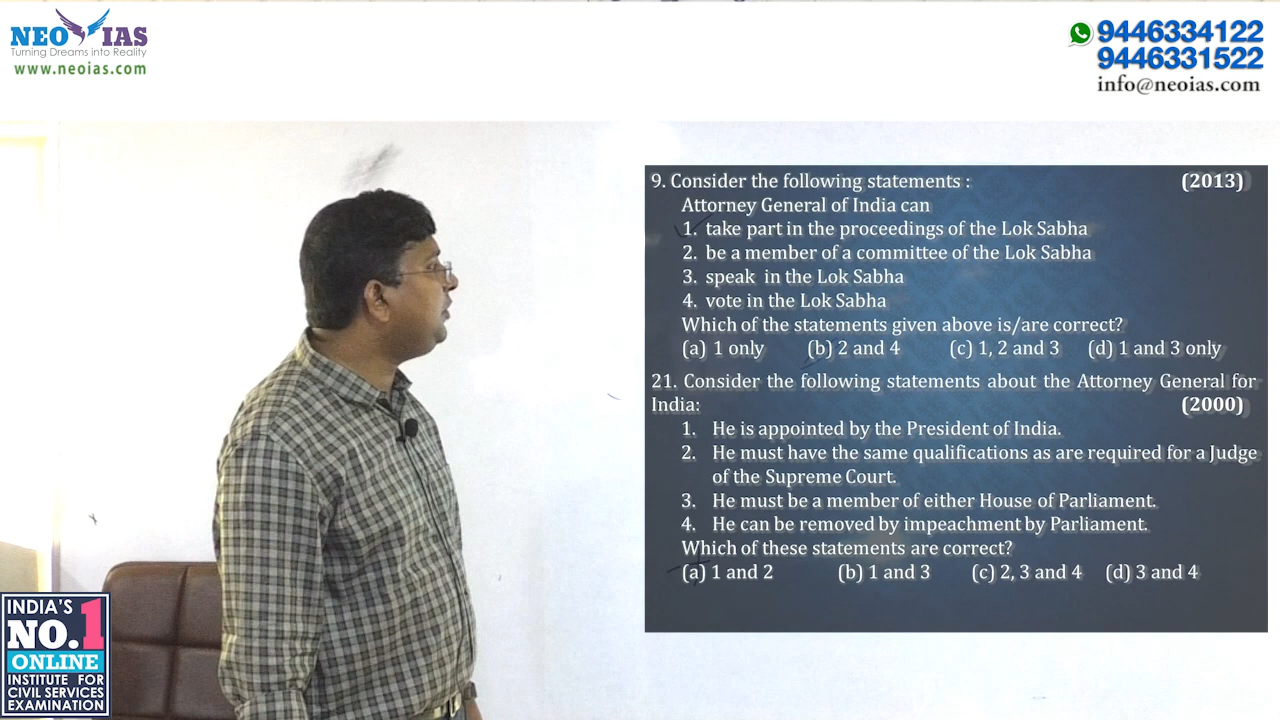 NEO IAS
Turning Dreams into Reality
www.neoias.com
9446334122
9446331522
info@neoias.com
9. Consider the following statements : (2013)
Attorney General of India can
1. take part in the proceedings of the Lok Sabha
2. be a member of a committee of the Lok Sabha
3. speak in the Lok Sabha
4. vote in the Lok Sabha
Which of the statements given above is/are correct?
(a) 1 only (b) 2 and 4 (c) 1, 2 and 3 (d) 1 and 3 only
21. Consider the following statements about the Attorney General for
India: (2000)
1. He is appointed by the President of India.
2. He must have the same qualifications as are required for a Judge
of the Supreme Court.
3. He must be a member of either House of Parliament.
4. He can be removed by impeachment by Parliament.
Which of these statements are correct?
(a) 1 and 2 (b) 1 and 3 (c) 2, 3 and 4 (d) 3 and 4
INDIA'S
NO.1
ONLINE
INSTITUTE FOR
CIVIL SERVICES
EXAMINATION